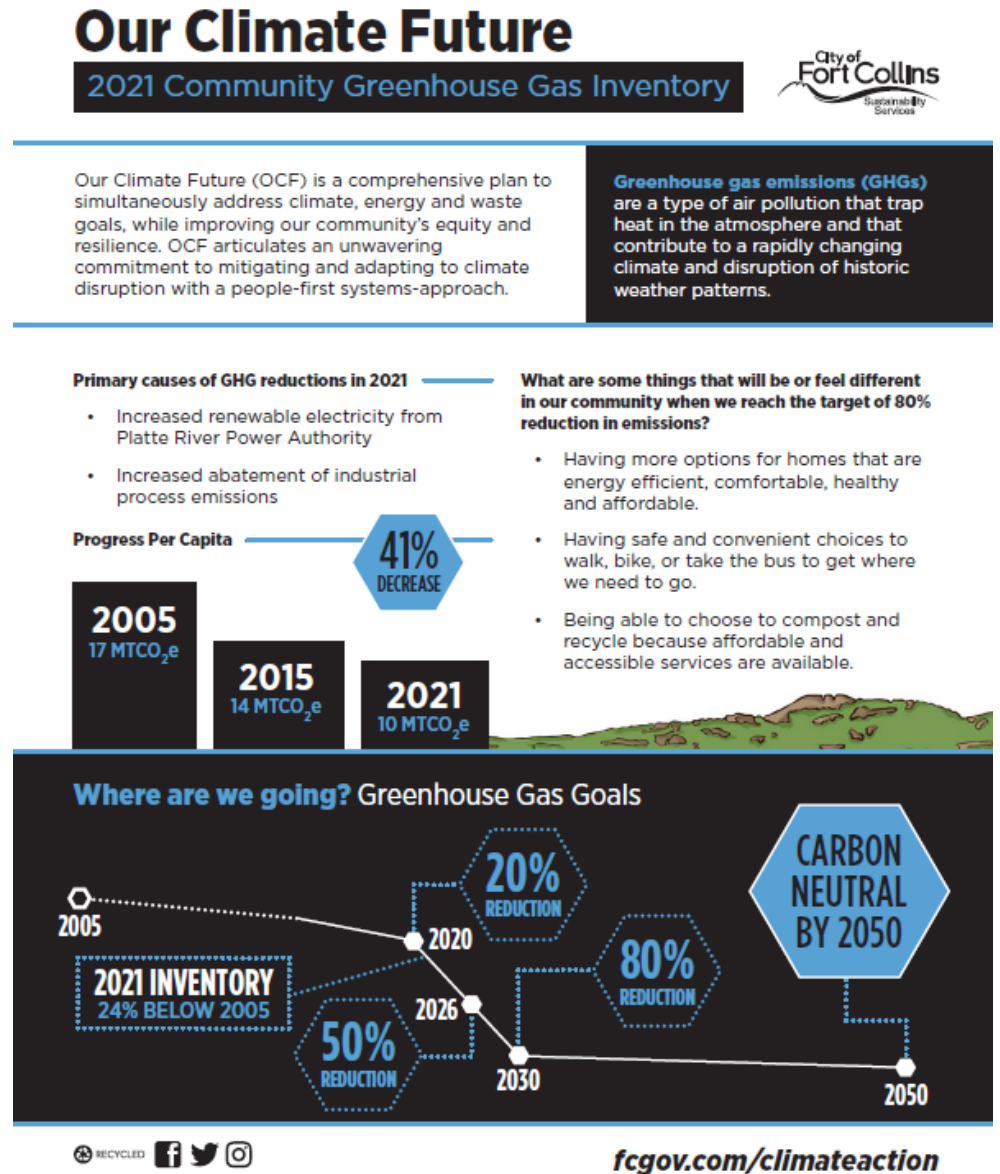 Our Climate Future
2021 Community Greenhouse Gas Inventory
City of
Fort Collins
Sustainability
Services
Our Climate Future (OCF) is a comprehensive plan to
simultaneously address climate, energy and waste
goals, while improving our community's equity and
resilience. OCF articulates an unwavering
commitment to mitigating and adapting to climate
disruption with a people-first systems-approach.
Greenhouse gas emissions (GHGs)
are a type of air pollution that trap
heat in the atmosphere and that
contribute to a rapidly changing
climate and disruption of historic
weather patterns.
Primary causes of GHG reductions in 2021
• Increased renewable electricity from
Platte River Power Authority
• Increased abatement of industrial
process emissions
Progress Per Capita
41%
DECREASE
2005
17 MTCO₂e
2015
14 MTCO₂e
2021
10 MTCO₂e
What are some things that will be or feel different
in our community when we reach the target of 80%
reduction in emissions?
• Having more options for homes that are
energy efficient, comfortable, healthy
and affordable.
• Having safe and convenient choices to
walk, bike, or take the bus to get where
we need to go.
• Being able to choose to compost and
recycle because affordable and
accessible services are available.
Where are we going? Greenhouse Gas Goals
2005
20%
REDUCTION
2020
2021 INVENTORY
24% BELOW 2005
2026
50%
REDUCTION
80%
REDUCTION
2030
CARBON
NEUTRAL
BY 2050
2050
RECYCLED
fcgov.com/climateaction